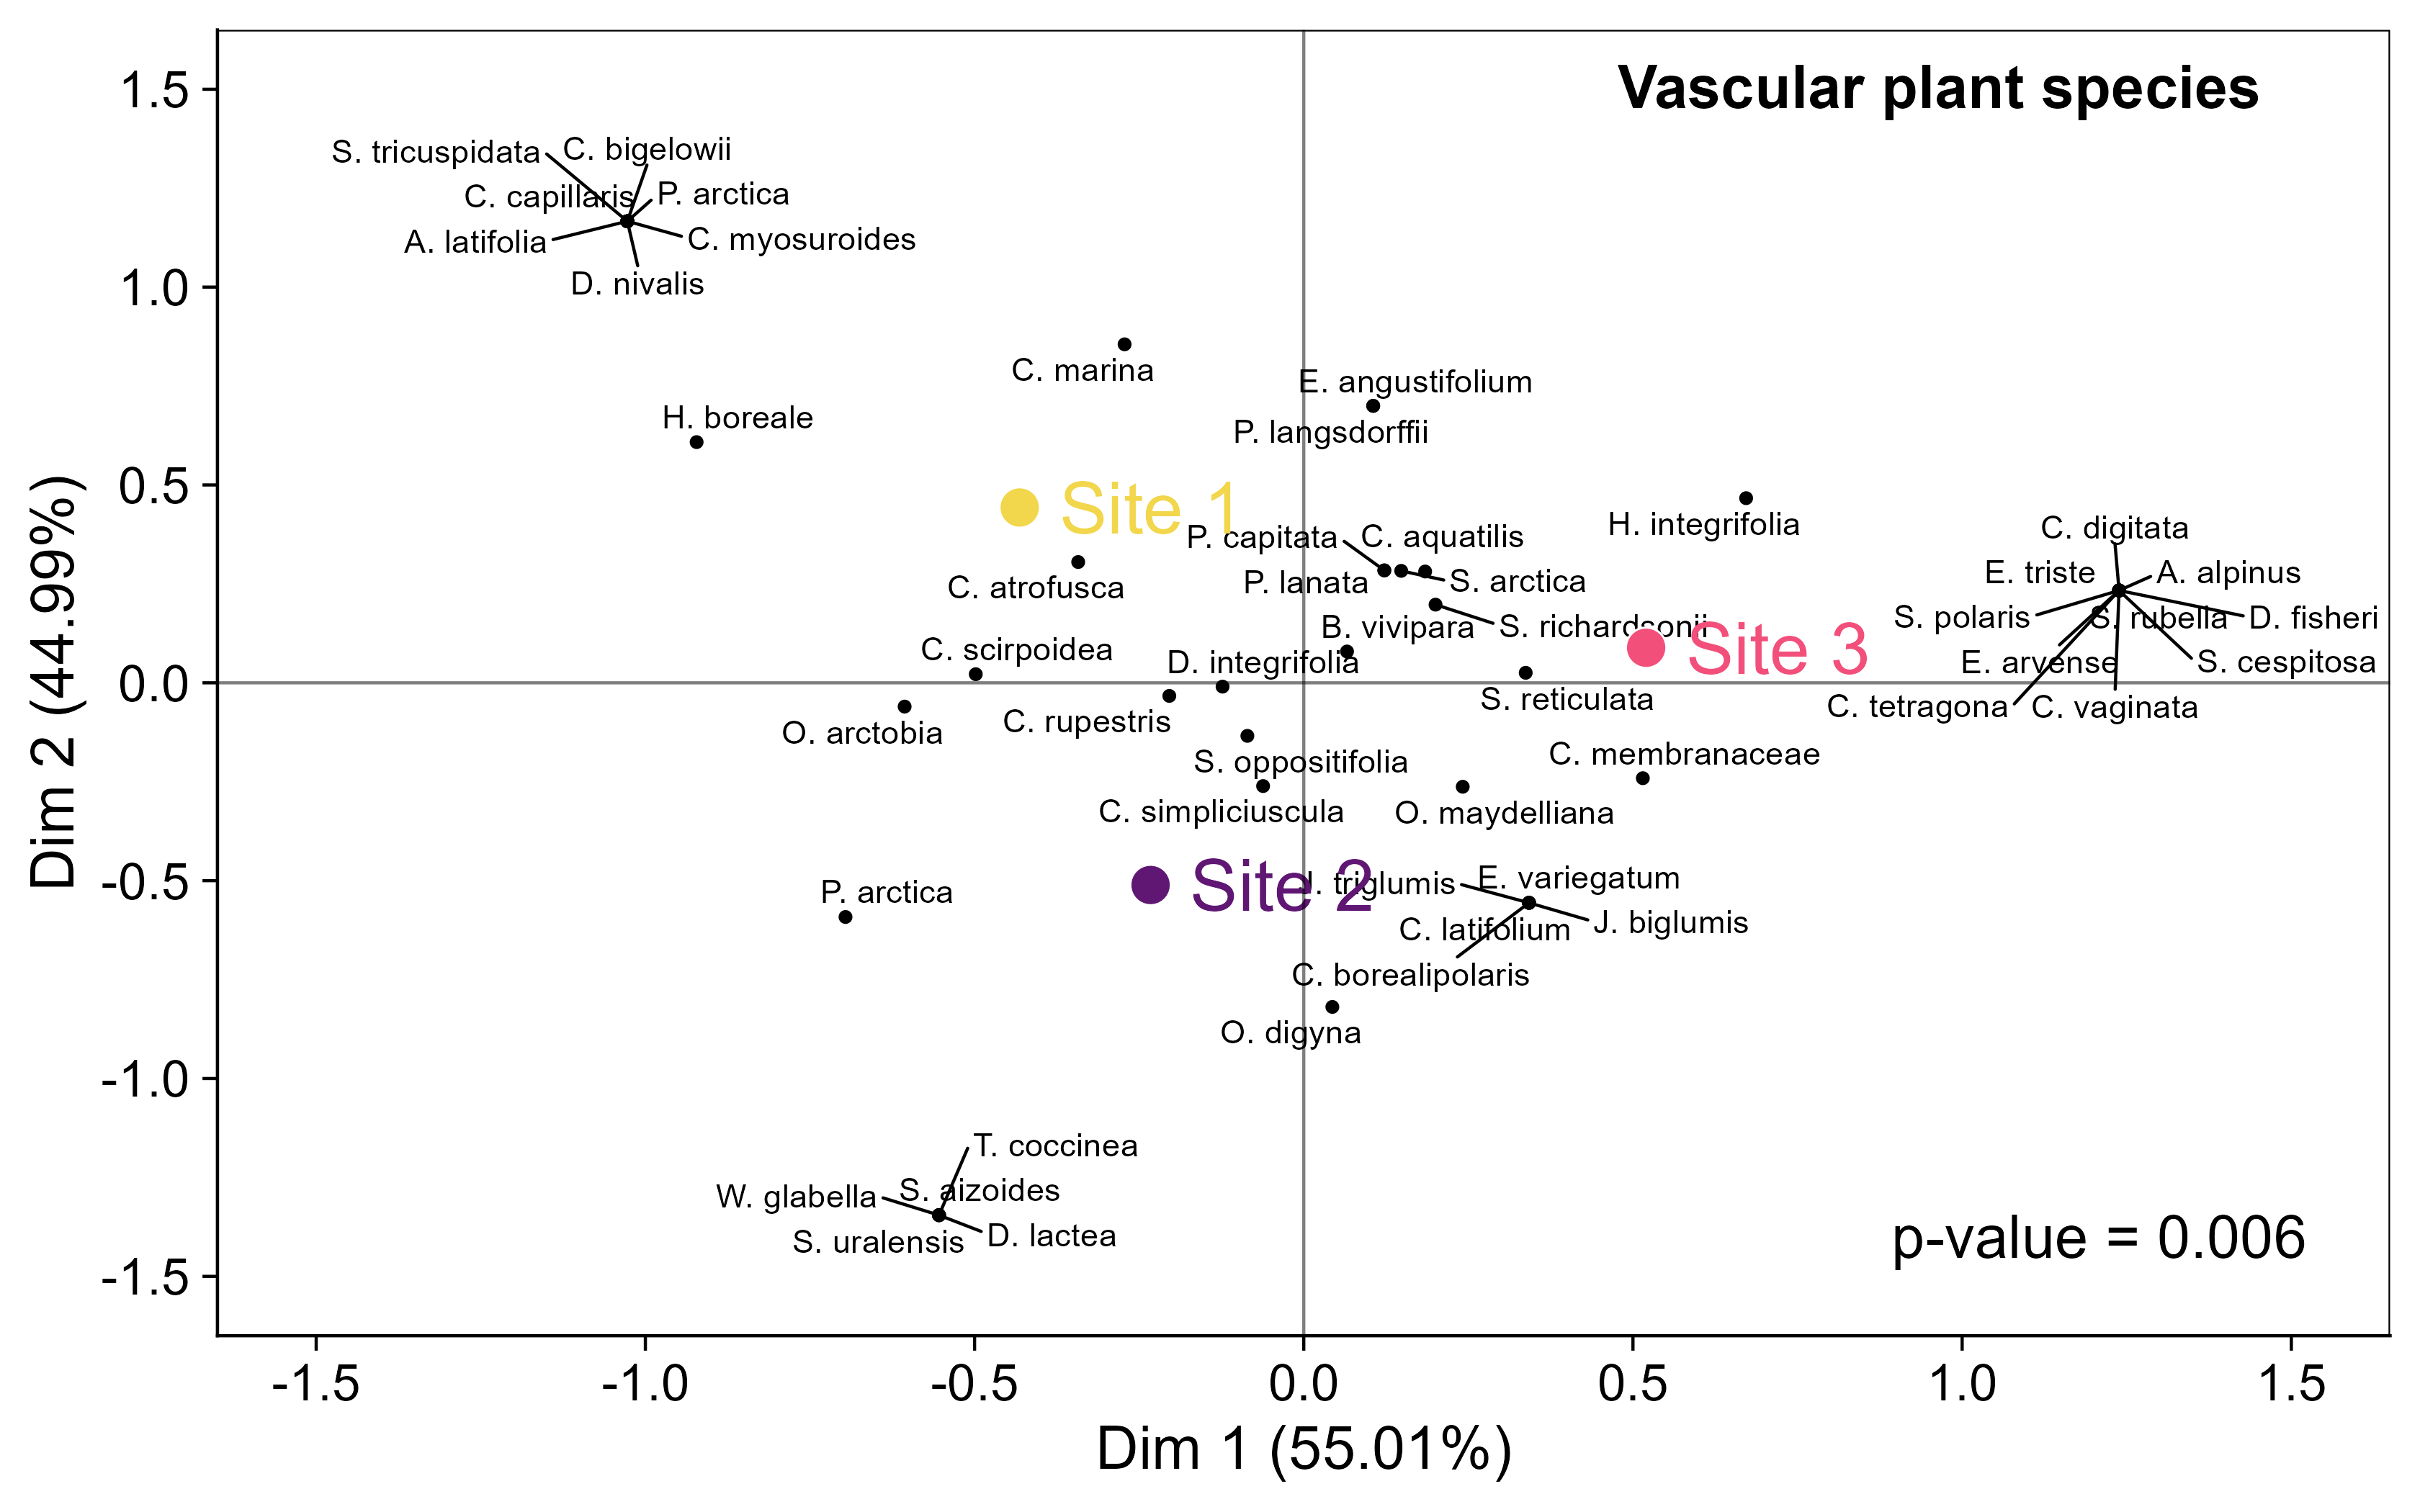 Vascular plant species
1.5
1.0
0.5
0.0
-0.5
-1.0
-1.5
Dim 2 (44.99%)
S. tricuspidata
C. bigelowii
C. capillaris
P. arctica
A. latifolia
C. myosuroides
D. nivalis
C. marina
H. boreale
E. angustifolium
P. langsdorffii
Site 1
H. integrifolia
P. capitata
C. aquatilis
P. lanata
S. arctica
C. atrofusca
B. vivipara
S. richardsonii
Site 3
C. digitata
E. triste
A. alpinus
S. polaris
S. rubella
D. fisheri
E. arvense
S. cespitosa
C. tetragona
C. vaginata
C. scirpoidea
D. integrifolia
S. reticulata
O. arctobia
C. rupestris
S. oppositifolia
C. membranaceae
C. simpliciuscula
O. maydelliana
Site 2
J. triglumis
E. variegatum
P. arctica
C. latifolium
J. biglumis
C. borealipolaris
O. digyna
T. coccinea
W. glabella
S. aizoides
S. uralensis
D. lactea
p-value = 0.006
-1.5
-1.0
-0.5
0.0
0.5
1.0
1.5
Dim 1 (55.01%)